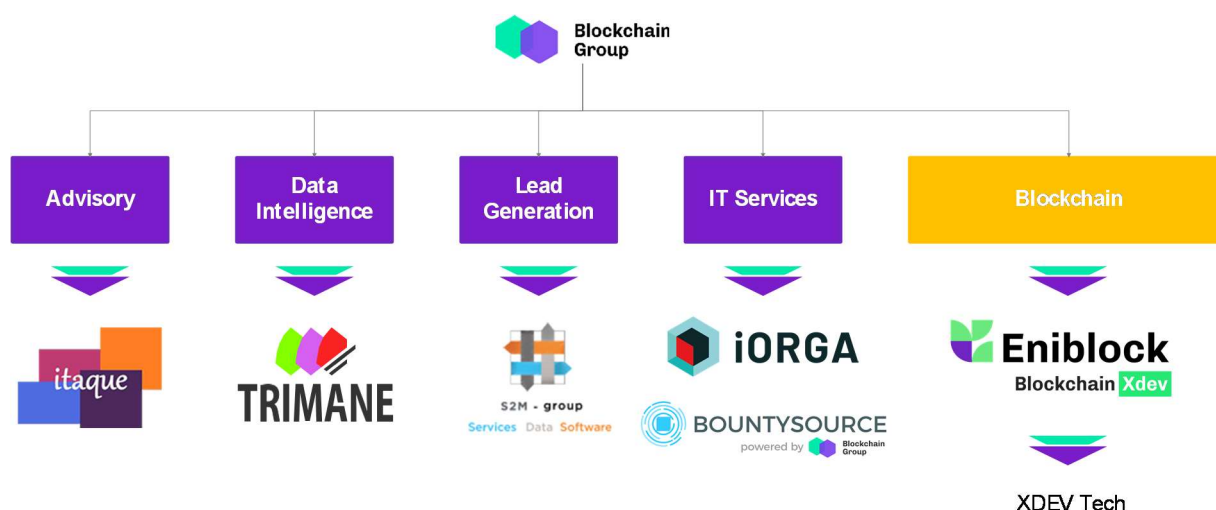 Blockchain
Group
Advisory
Data
Intelligence
Lead
Generation
IT Services
Blockchain
itaque
TRIMANE
S2M - group
Services Data Software
iORGA
BOUNTYSOURCE
powered by Blockchain
Group
Eniblock
Blockchain Xdev
XDEV Tech